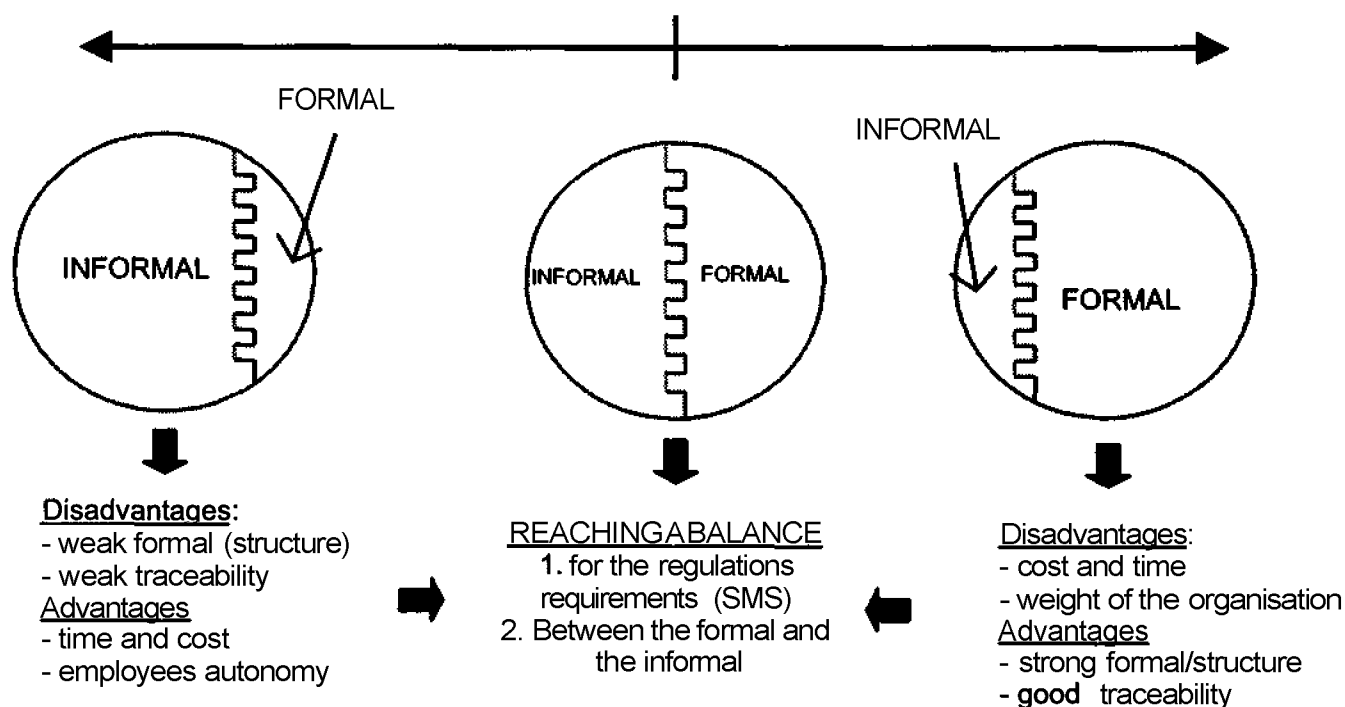 FORMAL
INFORMAL
INFORMAL
INFORMAL
FORMAL
FORMAL
Disadvantages:
- weak formal (structure)
- weak traceability
Advantages
- time and cost
- employees autonomy
REACHINGABALANCE
1. for the regulations
requirements (SMS)
2. Between the formal and
the informal
Disadvantages:
- cost and time
- weight of the organisation
Advantages
- strong formal/structure
- good traceability